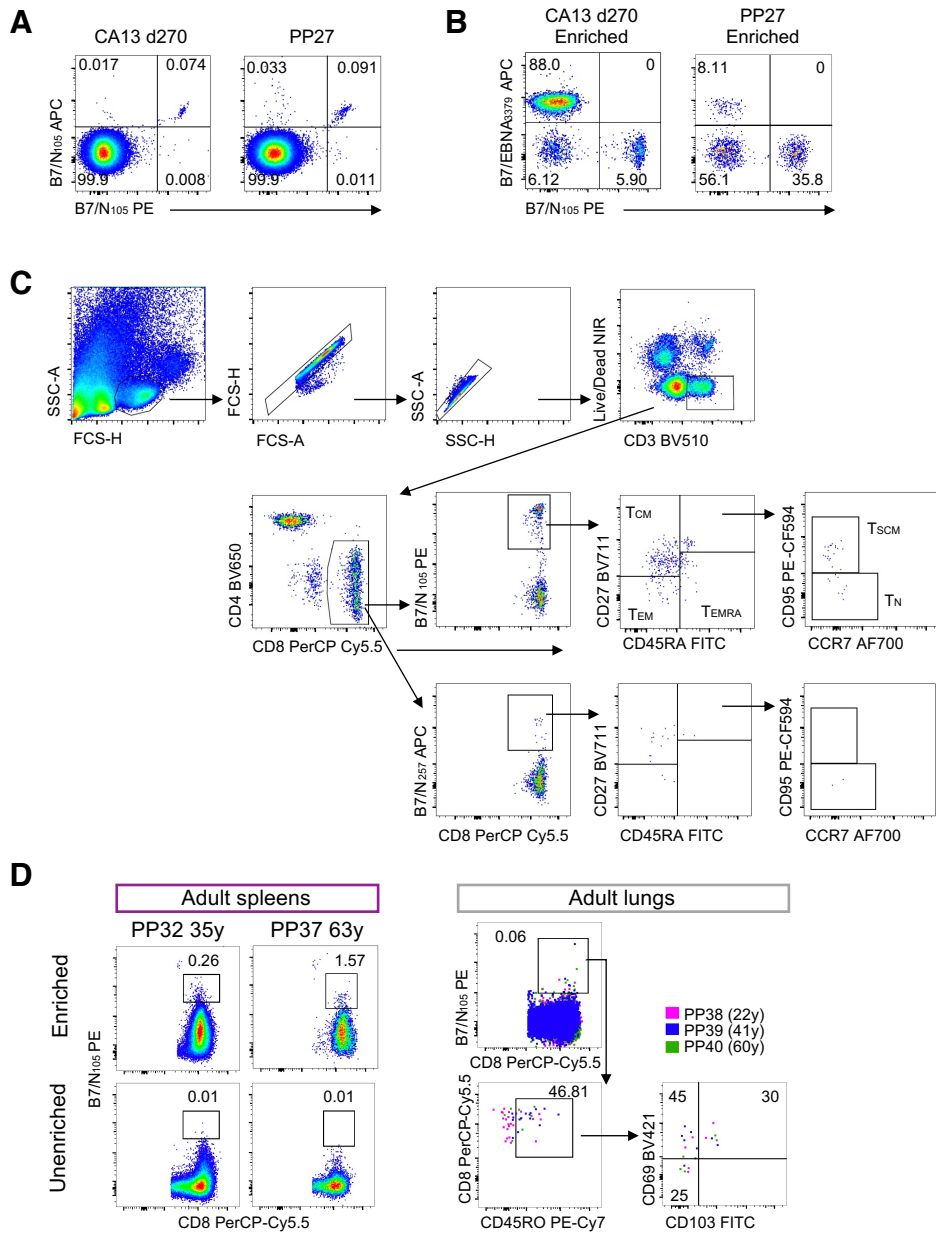 A
CA13 d270
PP27
0.017
0.074
0.033
0.091
99.9
0.008
99.9
0.011
B7/N105 APC
B7/N105 PE
B
CA13 d270
Enriched
PP27
Enriched
88.0
0
8.11
0
6.12
5.90
56.1
35.8
B7/EBNA3379 APC
B7/N105 PE
C
SSC-A
FCS-H
FCS-H
FCS-A
SSC-A
SSC-H
Live/Dead NIR
CD3 BV510
CD4 BV650
CD8 PerCP Cy5.5
B7/N105 PE
CD27 BV711
TCM
TEM
TEMRA
CD45RA FITC
CD95 PE-CF594
TSCM
TN
CCR7 AF700
B7/N257 APC
CD8 PerCP Cy5.5
CD27 BV711
CD45RA FITC
CD95 PE-CF594
CCR7 AF700
D
Adult spleens
PP32 35y
PP37 63y
Enriched
0.26
1.57
B7/N105 PE
Unenriched
0.01
0.01
CD8 PerCP-Cy5.5
Adult lungs
0.06
B7/N105 PE
CD8 PerCP-Cy5.5
PP38 (22y)
PP39 (41y)
PP40 (60y)
46.81
CD8 PerCP-Cy5.5
CD45RO PE-Cy7
45
30
25
CD69 BV421
CD103 FITC